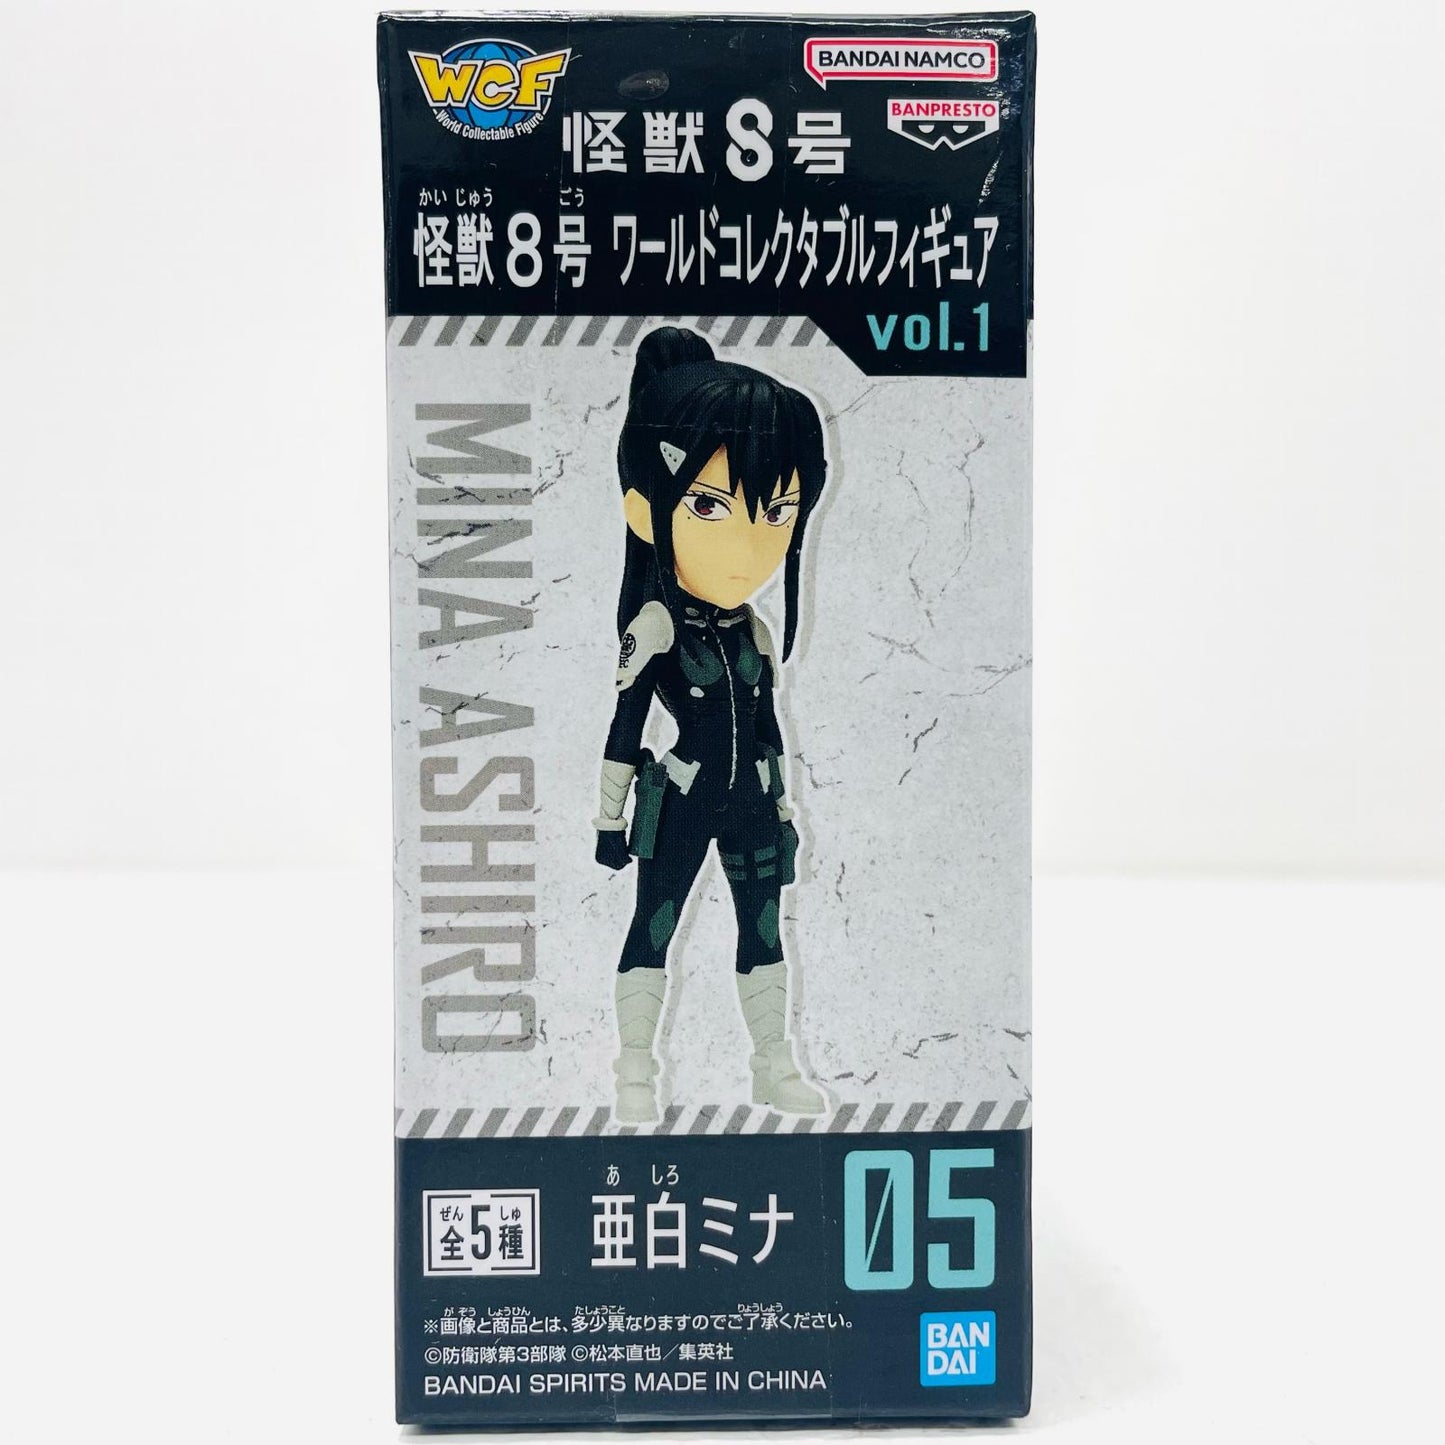 WCF
World Collectable Figure
BANDAI NAMCO
BANPRESTO
怪獣8号
かいじゅう ごう
怪獣8号 ワールドコレクタブルフィギュア
vol.1
MINA ASHIRO
あ しろ
亜白ミナ
05
ぜん しゅ
全5種
が ぞう しょうひん たしょうこと りょうしょう
※画像と商品とは、多少異なりますのでご了承ください。
©防衛隊第3部隊 ©松本直也／集英社
BANDAI SPIRITS MADE IN CHINA
BAN
DAI